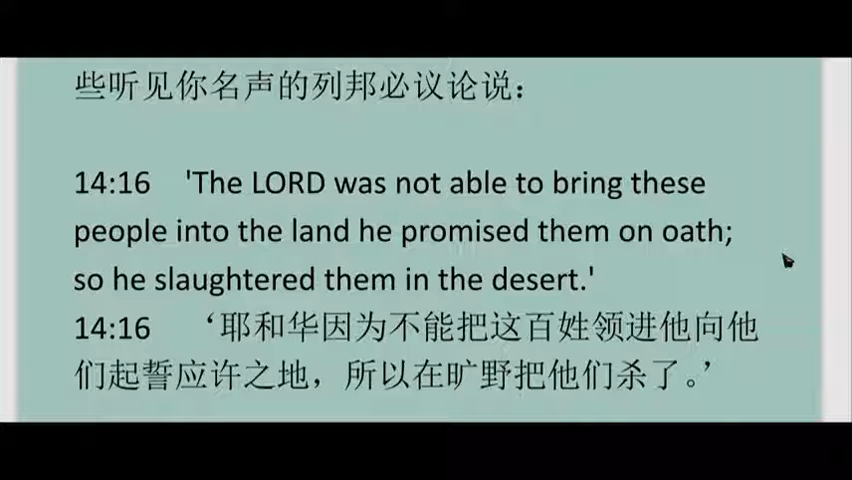 些听见你名声的列邦必议论说：
14:16 'The LORD was not able to bring these
people into the land he promised them on oath;
so he slaughtered them in the desert.'
14:16 ‘耶和华因为不能把这百姓领进他向他
们起誓应许之地，所以在旷野把他们杀了。’